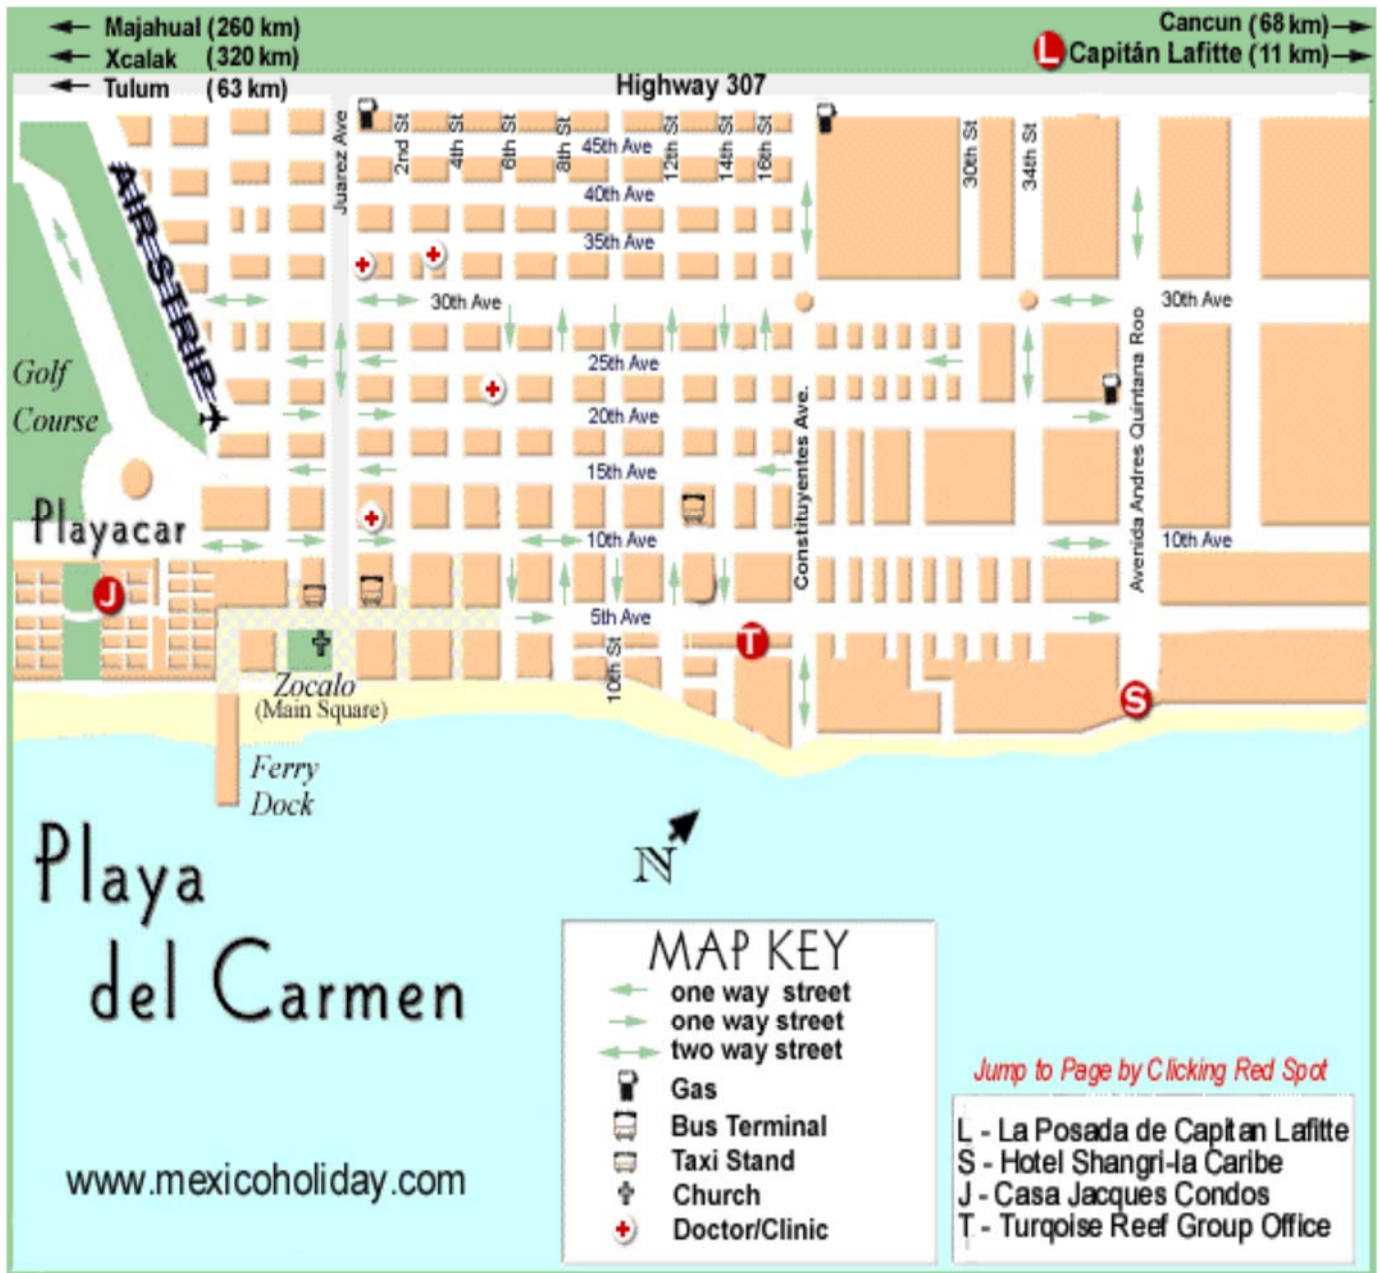 Majahual (260 km)
Xcalak (320 km)
Tulum (63 km)
Cancun (68 km)
L Capitán Lafitte (11 km)
Highway 307
Juarez Ave
2nd St
4th St
6th St
8th St
12th St
14th St
16th St
30th St
34th St
45th Ave
40th Ave
35th Ave
AIR STRIP
30th Ave
30th Ave
25th Ave
20th Ave
15th Ave
10th Ave
10th Ave
5th Ave
10th St
Constituyentes Ave.
Avenida Andres Quintana Roo
Golf
Course
Playacar
J
T
S
Zocalo
(Main Square)
Ferry
Dock
N
Playa
del Carmen
www.mexicoholiday.com
MAP KEY
one way street
one way street
two way street
Gas
Bus Terminal
Taxi Stand
Church
Doctor/Clinic
Jump to Page by Clicking Red Spot
L - La Posada de Capitan Lafitte
S - Hotel Shangri-la Caribe
J - Casa Jacques Condos
T - Turqoise Reef Group Office